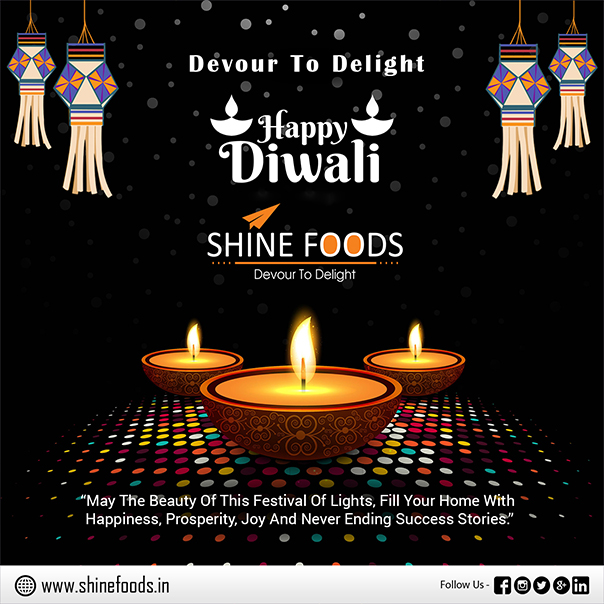 Devour To Delight
Happy
Diwali
SHINE FOODS
Devour To Delight
“May The Beauty Of This Festival Of Lights, Fill Your Home With
Happiness, Prosperity, Joy And Never Ending Success Stories.”
www.shinefoods.in
Follow Us -